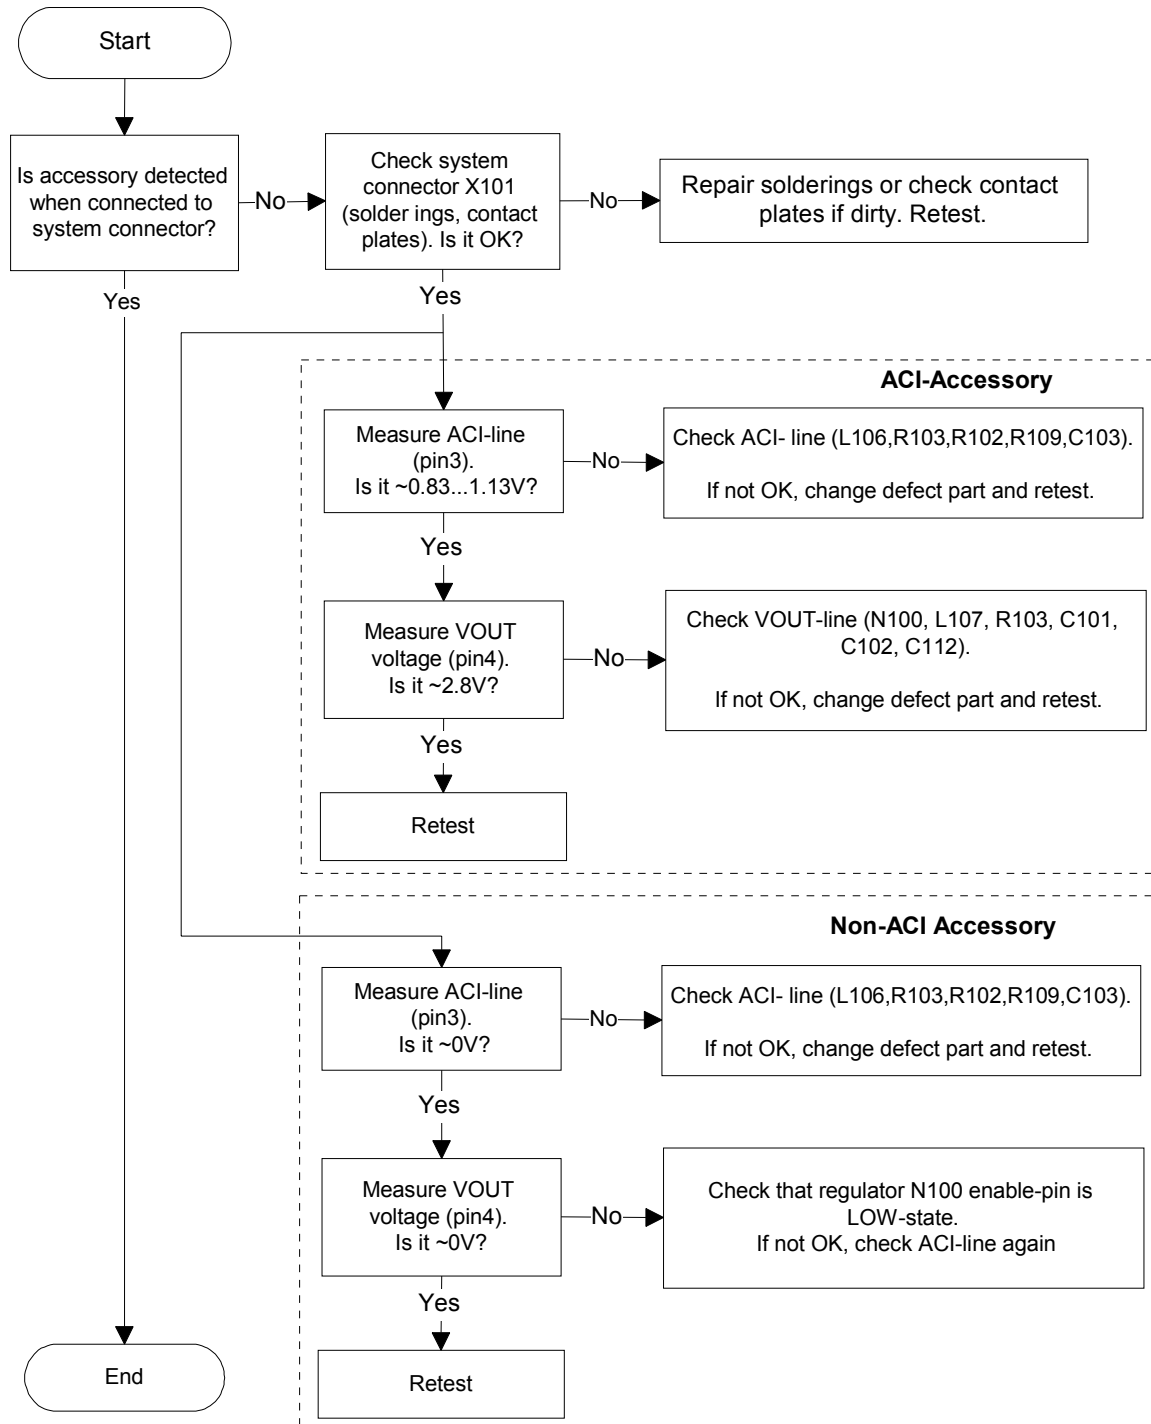 Start
Is accessory detected
when connected to
system connector?
No
Check system
connector X101
(solder ings, contact
plates). Is it OK?
No
Repair solderings or check contact
plates if dirty. Retest.
Yes
Yes
ACI-Accessory
Measure ACI-line
(pin3).
Is it ~0.83...1.13V?
No
Check ACI- line (L106,R103,R102,R109,C103).
If not OK, change defect part and retest.
Yes
Measure VOUT
voltage (pin4).
Is it ~2.8V?
No
Check VOUT-line (N100, L107, R103, C101,
C102, C112).
If not OK, change defect part and retest.
Yes
Retest
Non-ACI Accessory
Measure ACI-line
(pin3).
Is it ~0V?
No
Check ACI- line (L106,R103,R102,R109,C103).
If not OK, change defect part and retest.
Yes
Measure VOUT
voltage (pin4).
Is it ~0V?
No
Check that regulator N100 enable-pin is
LOW-state.
If not OK, check ACI-line again
Yes
Retest
End